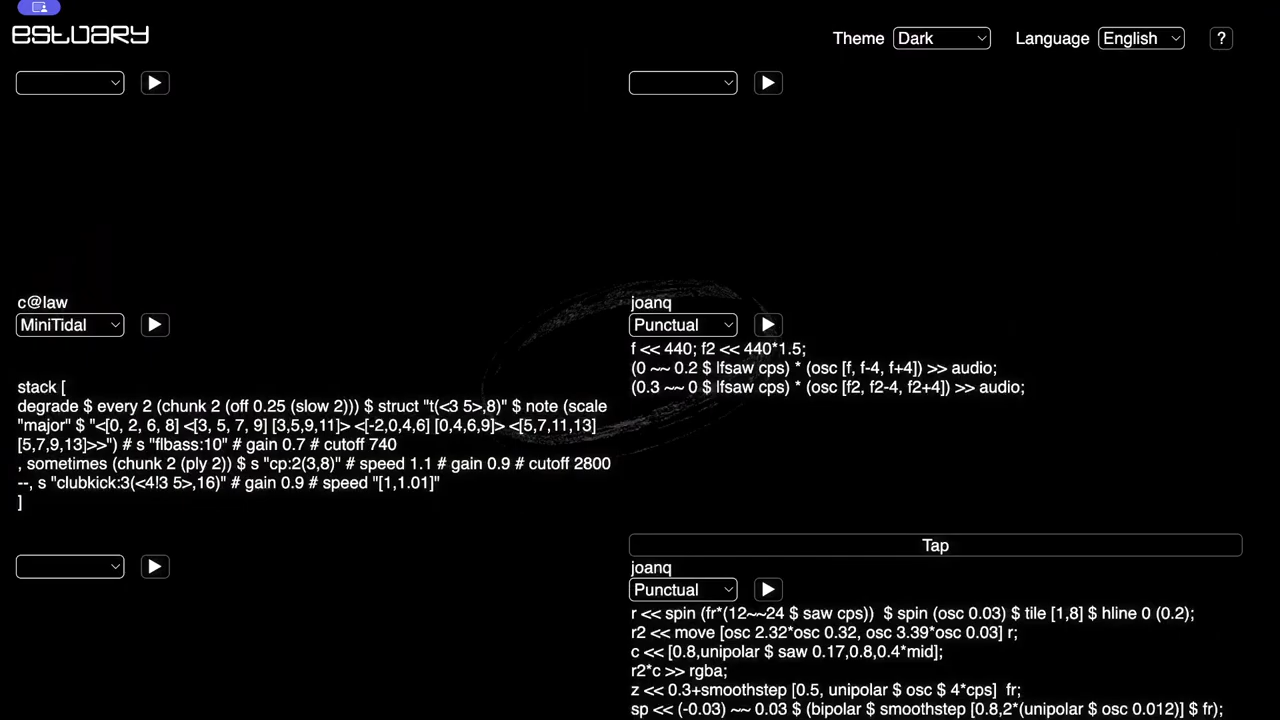 estuary
Theme Dark Language English ?
c@law
MiniTidal
stack [
degrade $ every 2 (chunk 2 (off 0.25 (slow 2))) $ struct "t(<3 5>,8)" $ note (scale
"major" $ "<[0, 2, 6, 8] <[3, 5, 7, 9] [3,5,9,11]> <[-2,0,4,6] [0,4,6,9]> <[5,7,11,13]
[5,7,9,13]>>") # s "flbass:10" # gain 0.7 # cutoff 740
, sometimes (chunk 2 (ply 2)) $ s "cp:2(3,8)" # speed 1.1 # gain 0.9 # cutoff 2800
--, s "clubkick:3(<4!3 5>,16)" # gain 0.9 # speed "[1,1.01]"
]
joanq
Punctual
f << 440; f2 << 440*1.5;
(0 ~~ 0.2 $ lfsaw cps) * (osc [f, f-4, f+4]) >> audio;
(0.3 ~~ 0 $ lfsaw cps) * (osc [f2, f2-4, f2+4]) >> audio;
Tap
joanq
Punctual
r << spin (fr*(12~~24 $ saw cps))  $ spin (osc 0.03) $ tile [1,8] $ hline 0 (0.2);
r2 << move [osc 2.32*osc 0.32, osc 3.39*osc 0.03] r;
c << [0.8,unipolar $ saw 0.17,0.8,0.4*mid];
r2*c >> rgba;
z << 0.3+smoothstep [0.5, unipolar $ osc $ 4*cps]  fr;
sp << (-0.03) ~~ 0.03 $ (bipolar $ smoothstep [0.8,2*(unipolar $ osc 0.012)] $ fr);